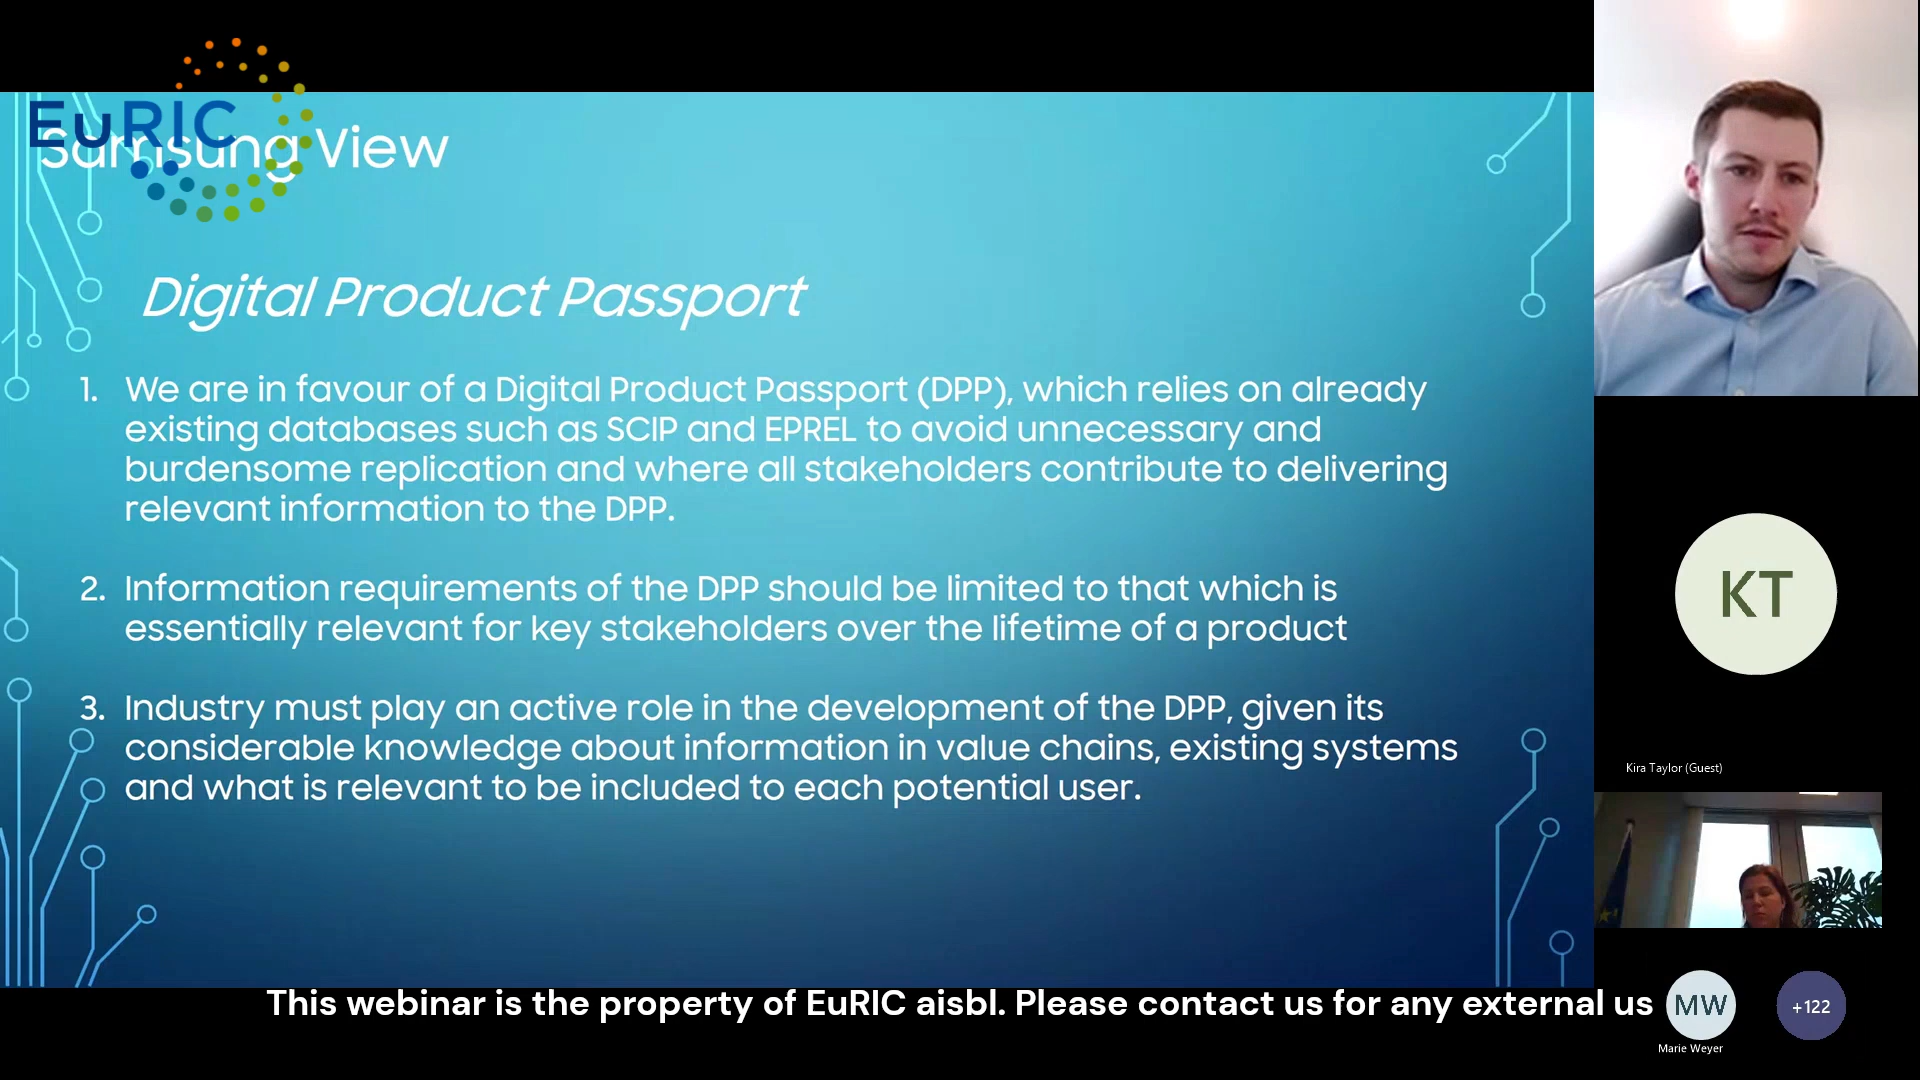 EuRIC
Samsung View
Digital Product Passport
1. We are in favour of a Digital Product Passport (DPP), which relies on already
existing databases such as SCIP and EPREL to avoid unnecessary and
burdensome replication and where all stakeholders contribute to delivering
relevant information to the DPP.
2. Information requirements of the DPP should be limited to that which is
essentially relevant for key stakeholders over the lifetime of a product
3. Industry must play an active role in the development of the DPP, given its
considerable knowledge about information in value chains, existing systems
and what is relevant to be included to each potential user.
KT
Kira Taylor (Guest)
This webinar is the property of EuRIC aisbl. Please contact us for any external us
MW
+122
Marie Weyer